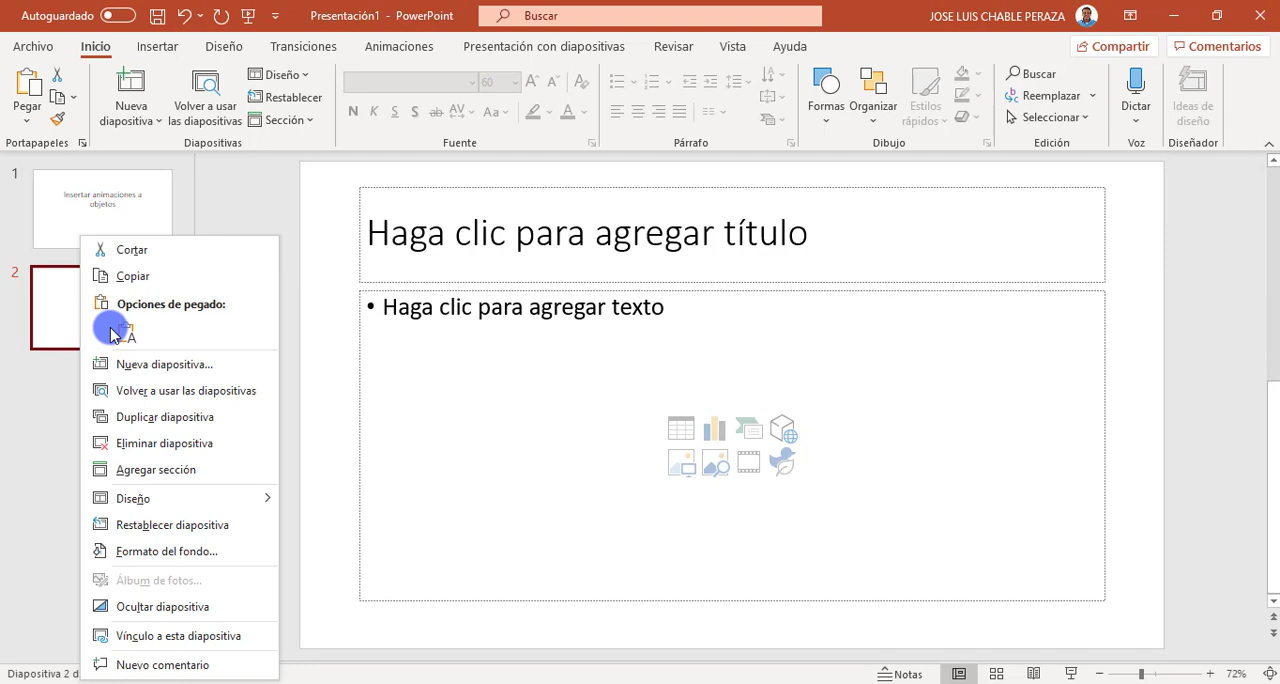 Autoguardado
Presentación1 - PowerPoint
Buscar
JOSE LUIS CHABLE PERAZA
Archivo Inicio Insertar Diseño Transiciones Animaciones Presentación con diapositivas Revisar Vista Ayuda
Compartir Comentarios
Pegar
Nueva diapositiva
Volver a usar las diapositivas
Diseño
Restablecer
Sección
60
N K S S ab AV Aa A
Formas
Organizar
Estilos rápidos
Buscar
Reemplazar
Seleccionar
Dictar
Ideas de diseño
Portapapeles Diapositivas Fuente Párrafo Dibujo Edición Voz Diseñador
1
Insertar animaciones a
objetos
2
Cortar
Copiar
Opciones de pegado:
A
Nueva diapositiva...
Volver a usar las diapositivas
Duplicar diapositiva
Eliminar diapositiva
Agregar sección
Diseño
Restablecer diapositiva
Formato del fondo...
Álbum de fotos...
Ocultar diapositiva
Vínculo a esta diapositiva
Nuevo comentario
Haga clic para agregar título
• Haga clic para agregar texto
Diapositiva 2 d
Notas
72%